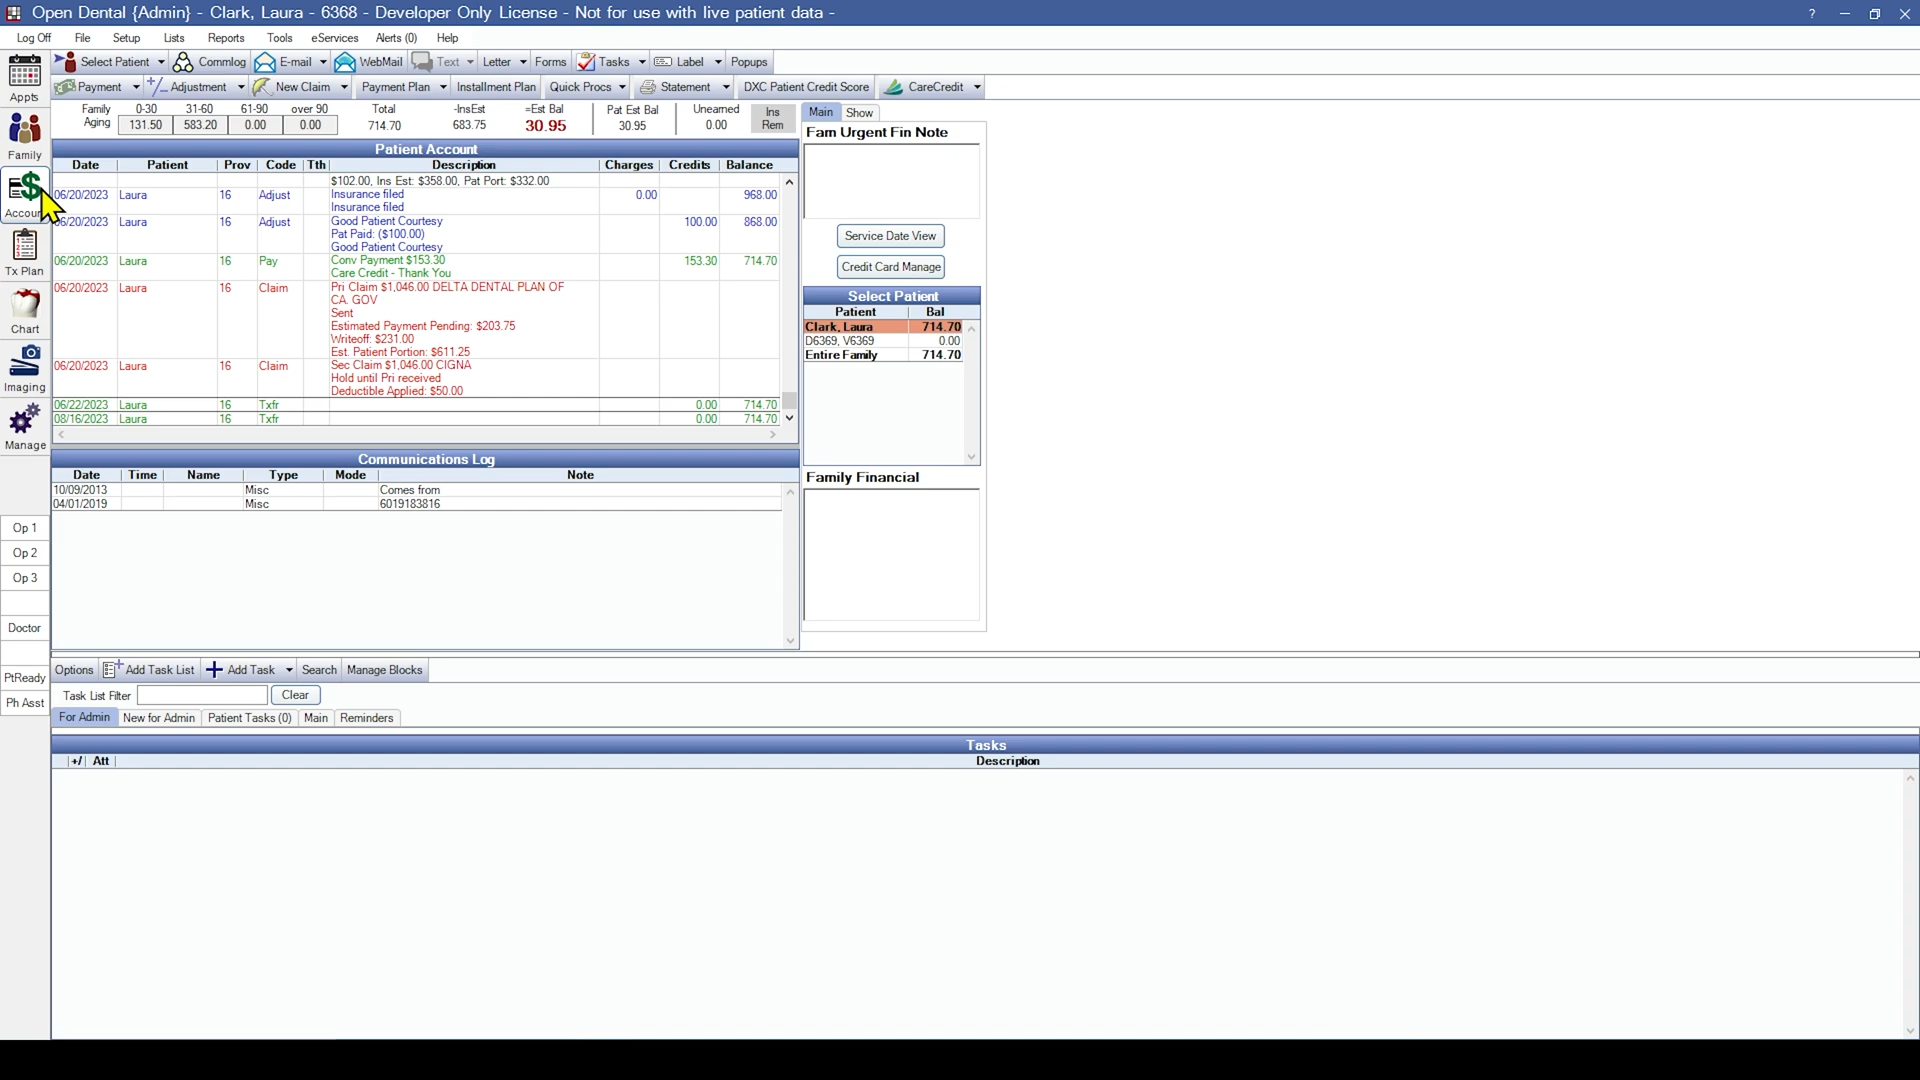 Open Dental {Admin} - Clark, Laura - 6368 - Developer Only License - Not for use with live patient data -
Log Off File Setup Lists Reports Tools eServices Alerts (0) Help
Select Patient Commlog E-mail WebMail Text Letter Forms Tasks Label Popups
Payment Adjustment New Claim Payment Plan Installment Plan Quick Procs Statement DXC Patient Credit Score CareCredit
Appts
Family
Tx Plan
Chart
Imaging
Manage
Op 1
Op 2
Op 3
Doctor
PtReady
Ph Asst
Family 0-30 31-60 61-90 over 90 Total -InsEst =Est Bal Pat Est Bal Unearned Ins
Aging 131.50 583.20 0.00 0.00 714.70 683.75 30.95 30.95 0.00 Rem
Patient Account
Date Patient Prov Code Tth Description Charges Credits Balance
$102.00, Ins Est: $358.00, Pat Port: $332.00
06/20/2023 Laura 16 Adjust Insurance filed 0.00 968.00
Insurance filed
06/20/2023 Laura 16 Adjust Good Patient Courtesy 100.00 868.00
Pat Paid: ($100.00)
Good Patient Courtesy
06/20/2023 Laura 16 Pay Conv Payment $153.30 153.30 714.70
Care Credit - Thank You
06/20/2023 Laura 16 Claim Pri Claim $1,046.00 DELTA DENTAL PLAN OF
CA. GOV
Sent
Estimated Payment Pending: $203.75
Writeoff: $231.00
Est. Patient Portion: $611.25
06/20/2023 Laura 16 Claim Sec Claim $1,046.00 CIGNA
Hold until Pri received
Deductible Applied: $50.00
06/22/2023 Laura 16 Txfr 0.00 714.70
08/16/2023 Laura 16 Txfr 0.00 714.70
Communications Log
Date Time Name Type Mode Note
10/09/2013 Misc Comes from
04/01/2019 Misc 6019183816
Main Show
Fam Urgent Fin Note
Service Date View
Credit Card Manage
Select Patient
Patient Bal
Clark, Laura 714.70
D6369, V6369 0.00
Entire Family 714.70
Family Financial
Options Add Task List Add Task Search Manage Blocks
Task List Filter Clear
For Admin New for Admin Patient Tasks (0) Main Reminders
Tasks
+/ Att Description